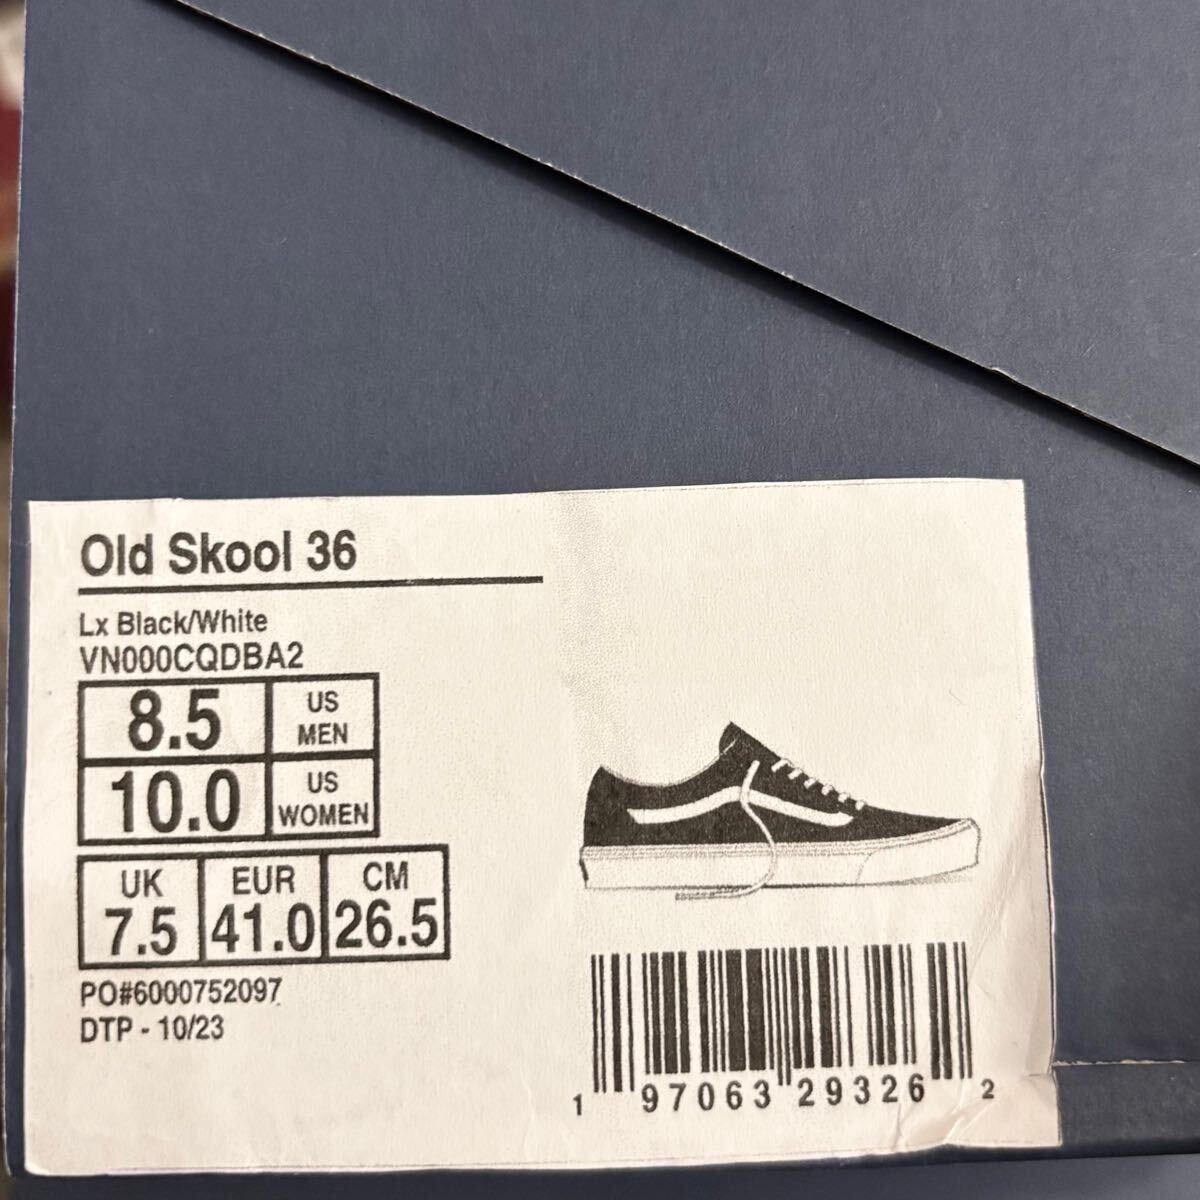 Old Skool 36
Lx Black/White
VN000CQDBA2
8.5 US MEN
10.0 US WOMEN
UK EUR CM
7.5 41.0 26.5
PO#6000752097
DTP - 10/23
1 97063 29326 2